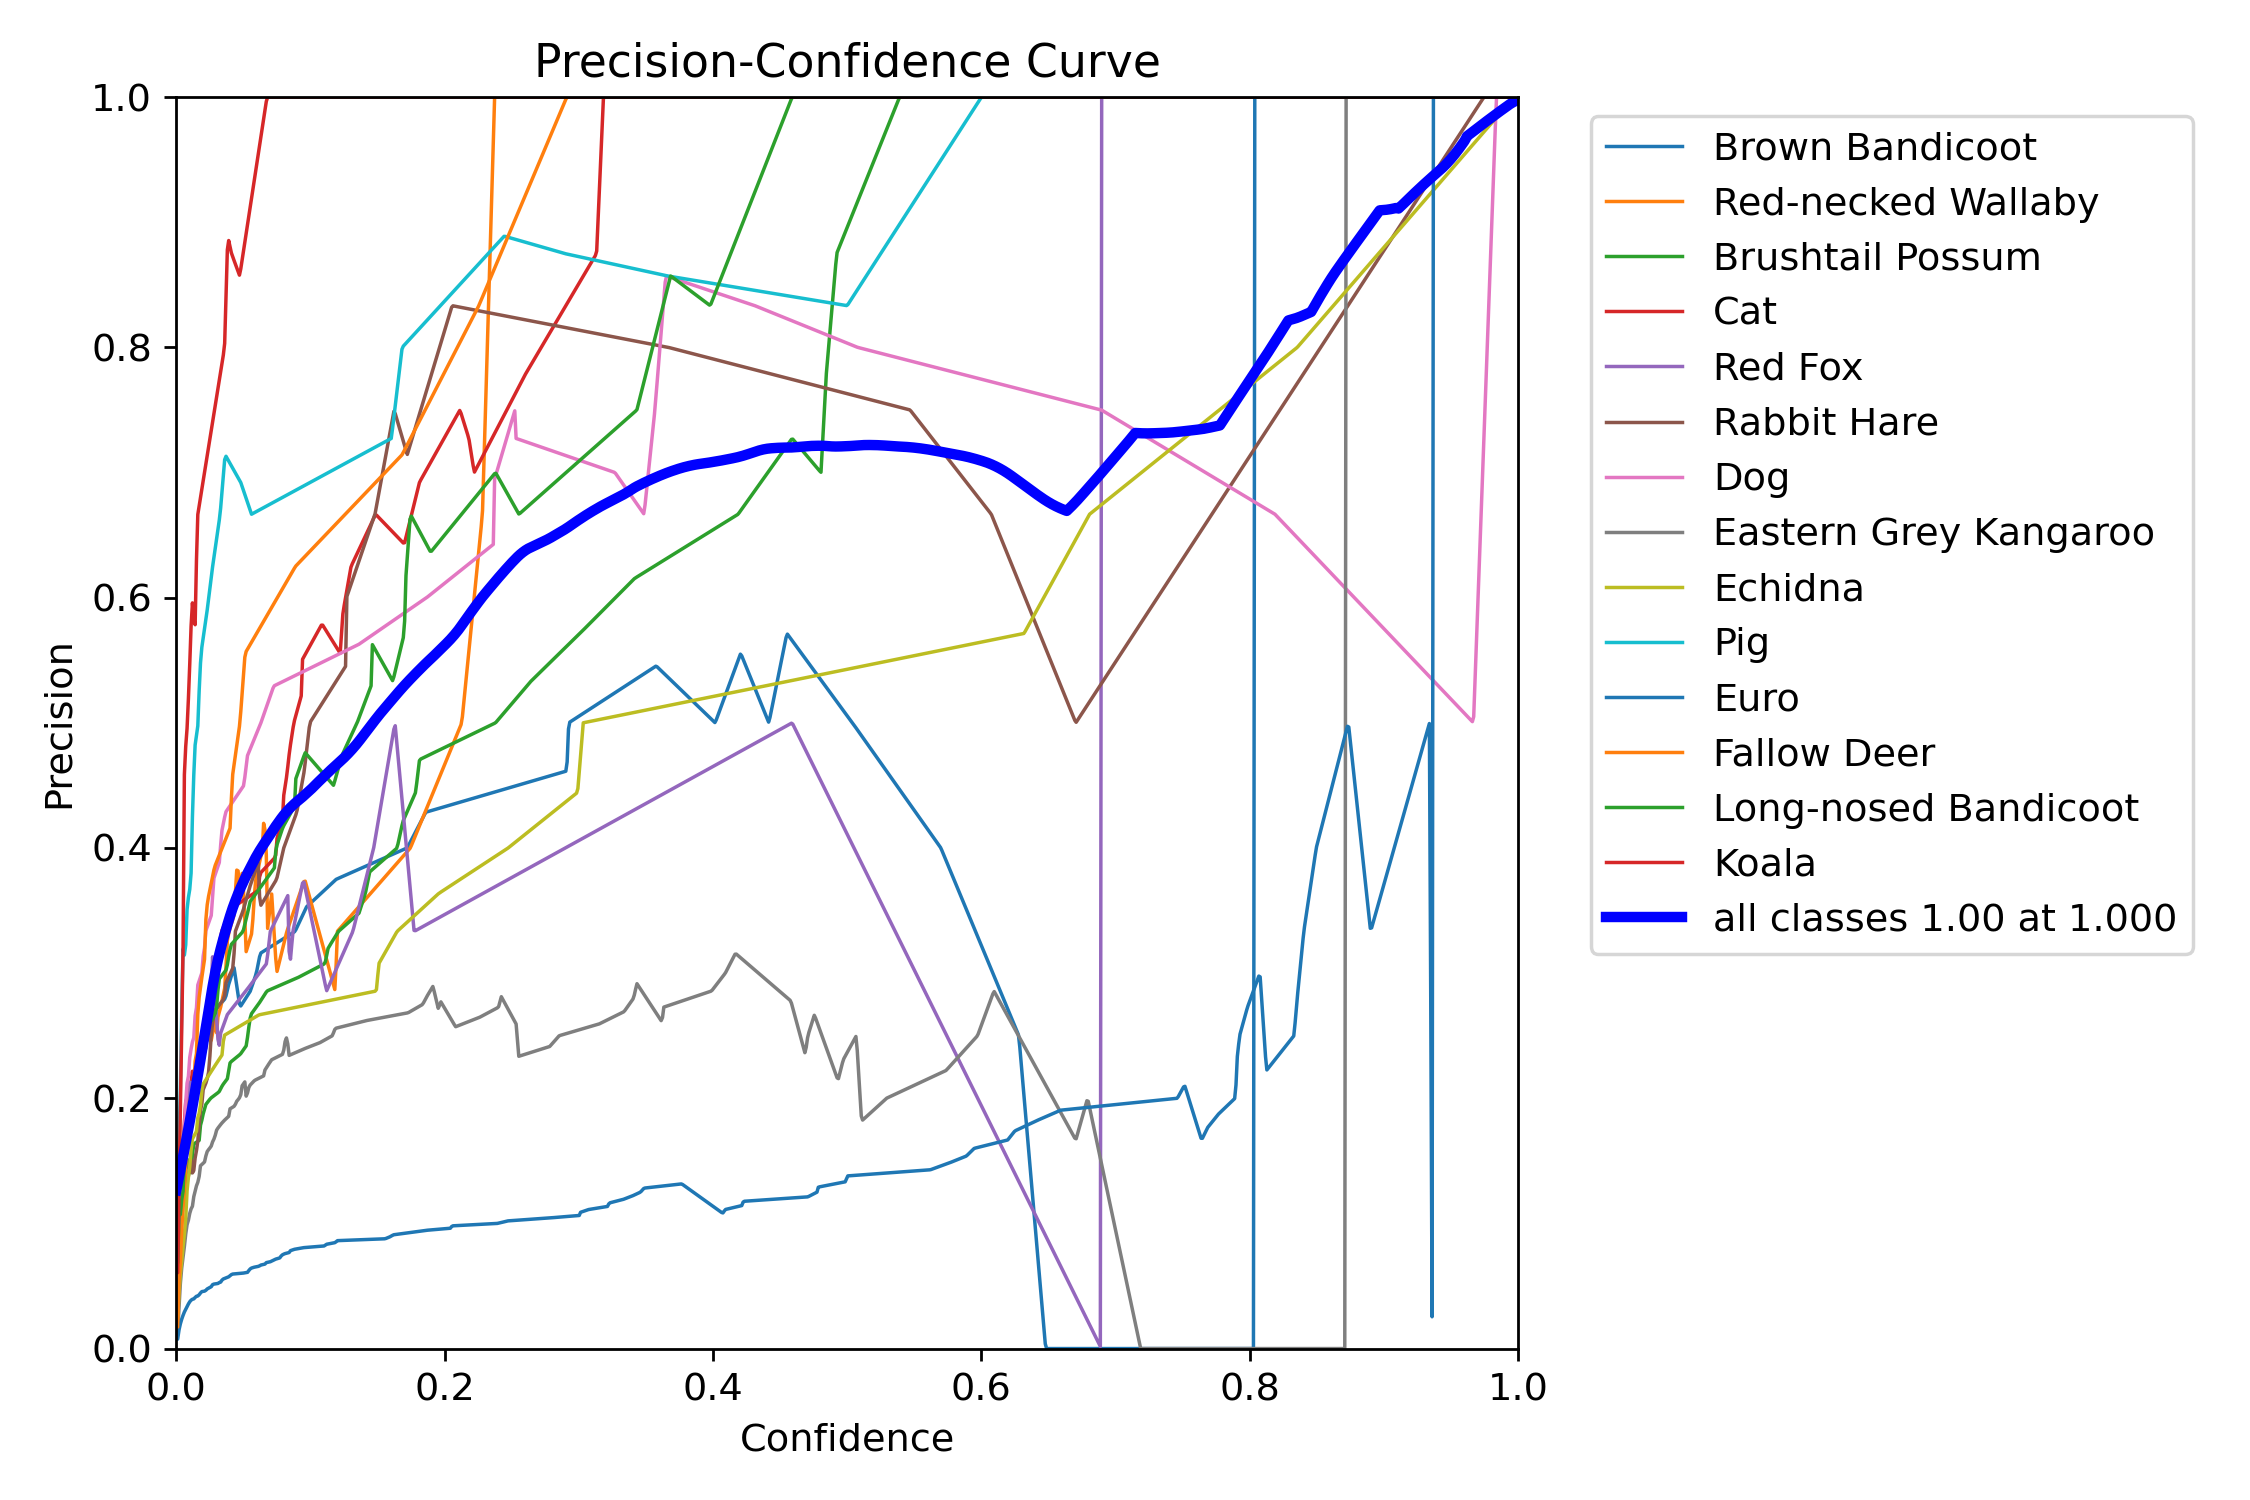 Precision-Confidence Curve
1.0
0.8
0.6
0.4
0.2
0.0
Precision
0.0 0.2 0.4 0.6 0.8 1.0
Confidence
Brown Bandicoot
Red-necked Wallaby
Brushtail Possum
Cat
Red Fox
Rabbit Hare
Dog
Eastern Grey Kangaroo
Echidna
Pig
Euro
Fallow Deer
Long-nosed Bandicoot
Koala
all classes 1.00 at 1.000